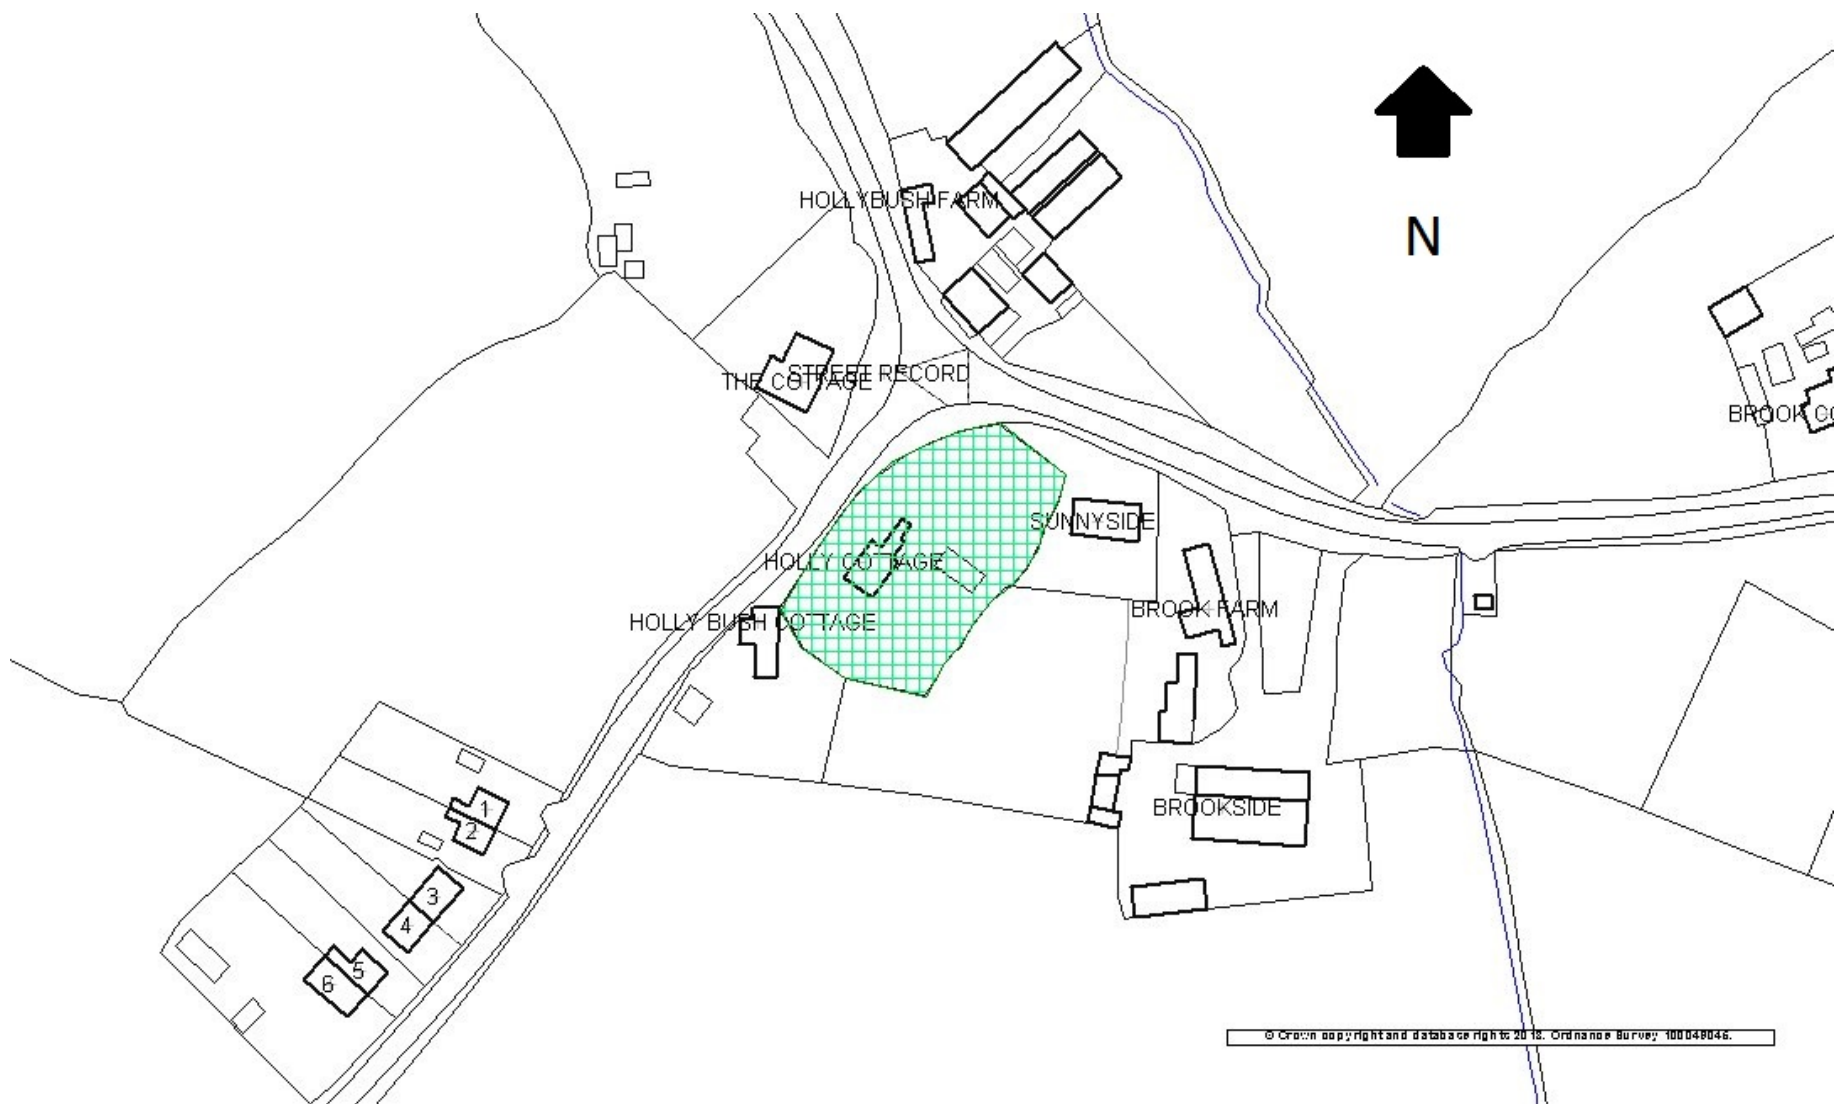 N
HOLLYBUSH FARM
STREET RECORD
THE COTTAGE
BROOK CO
SUNNYSIDE
HOLLY COTTAGE
BROOK FARM
HOLLY BUSH COTTAGE
1
2
BROOKSIDE
3
4
5
6
© Crown copyright and database rights 2018. Ordnance Survey 100049046.